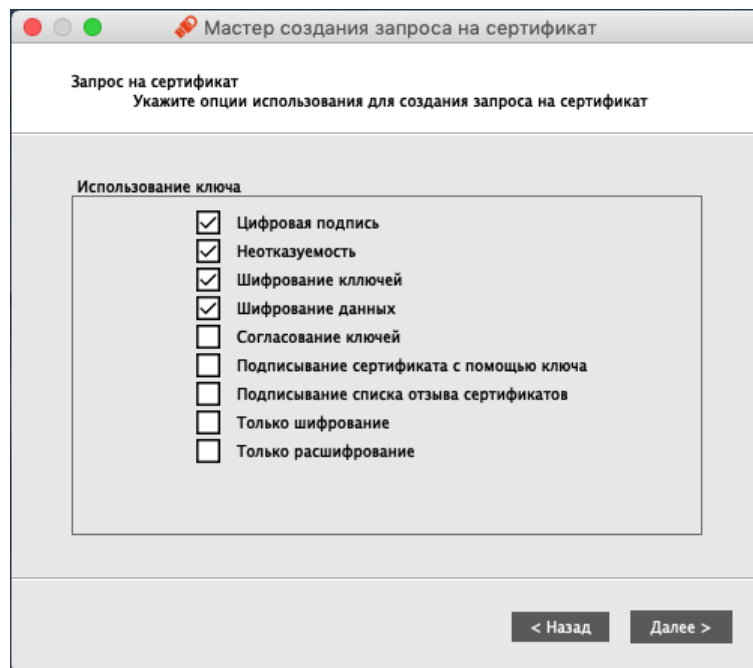 Мастер создания запроса на сертификат
Запрос на сертификат
Укажите опции использования для создания запроса на сертификат
Использование ключа
Цифровая подпись
Неотказуемость
Шифрование кллючей
Шифрование данных
Согласование ключей
Подписывание сертификата с помощью ключа
Подписывание списка отзыва сертификатов
Только шифрование
Только расшифрование
< Назад
Далее >